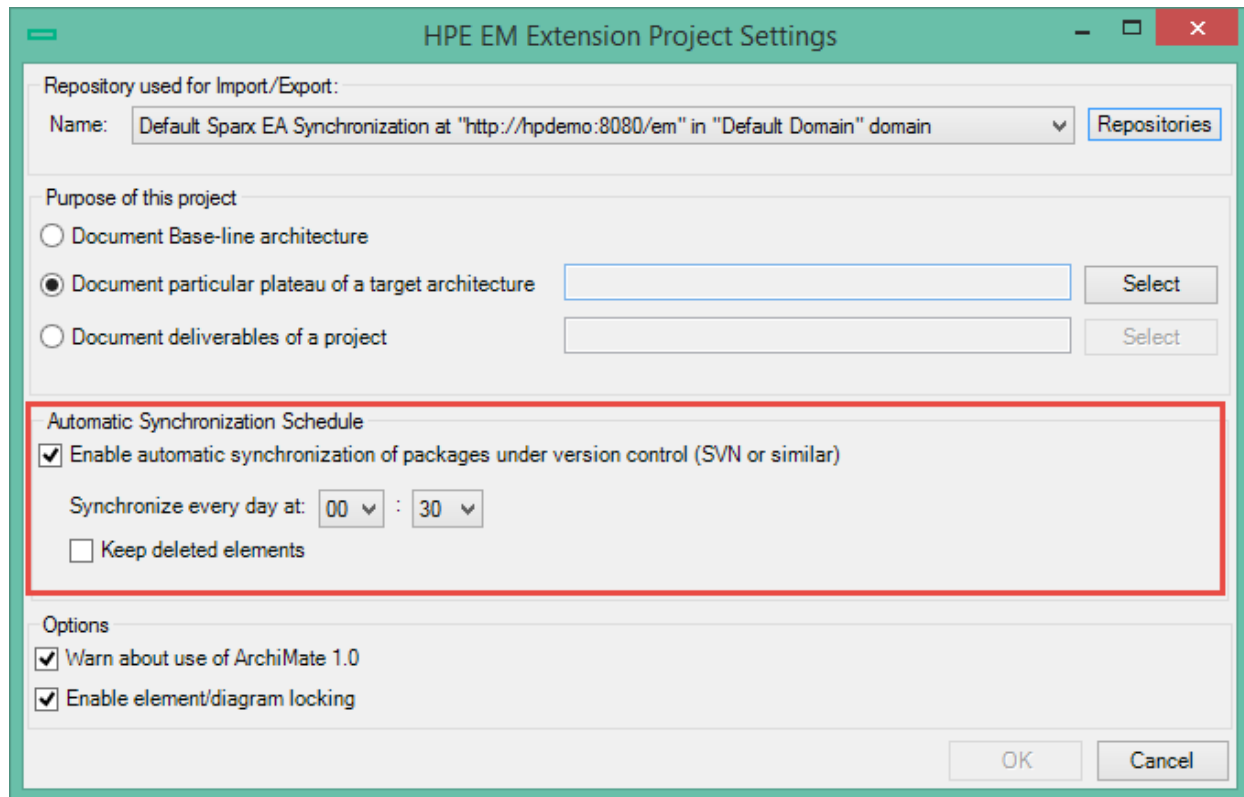 HPE EM Extension Project Settings
Repository used for Import/Export:
Name: Default Sparx EA Synchronization at "http://hpdemo:8080/em" in "Default Domain" domain Repositories
Purpose of this project
Document Base-line architecture
Document particular plateau of a target architecture Select
Document deliverables of a project Select
Automatic Synchronization Schedule
Enable automatic synchronization of packages under version control (SVN or similar)
Synchronize every day at: 00 : 30
Keep deleted elements
Options
Warn about use of ArchiMate 1.0
Enable element/diagram locking
OK Cancel